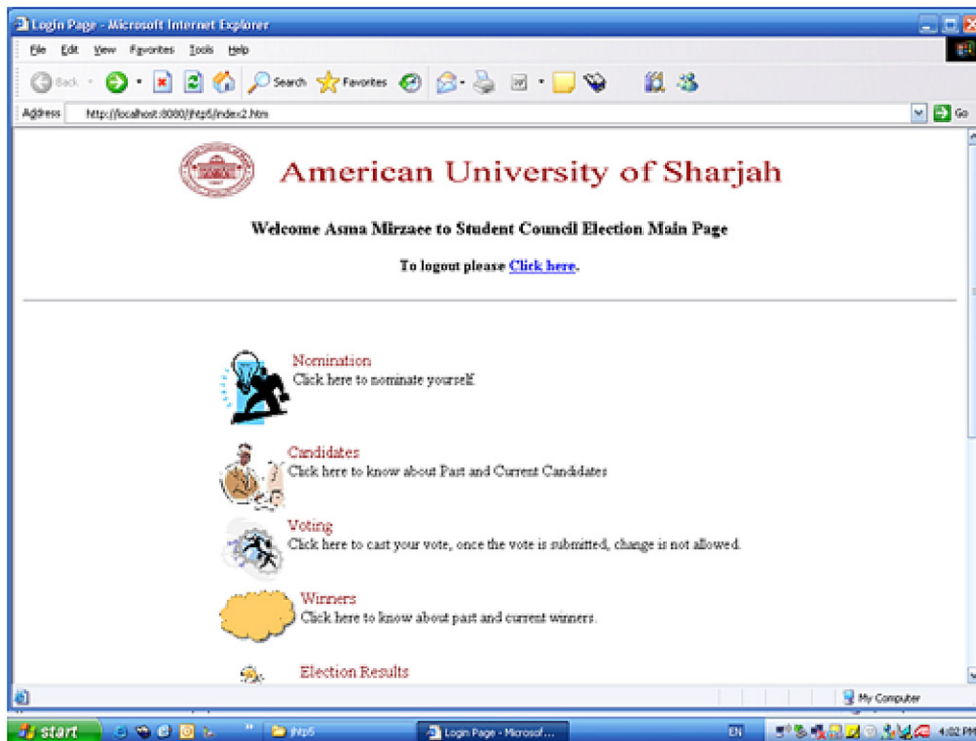 Login Page - Microsoft Internet Explorer
File Edit View Favorites Tools Help
Back Search Favorites
Address http://localhost:8080/jhtp5/index2.htm Go
American University of Sharjah
Welcome Asma Mirzaee to Student Council Election Main Page
To logout please Click here.
Nomination
Click here to nominate yourself.
Candidates
Click here to know about Past and Current Candidates
Voting
Click here to cast your vote, once the vote is submitted, change is not allowed.
Winners
Click here to know about past and current winners.
Election Results
My Computer
start jhtp5 Login Page - Microsof... EN 4:02 PM